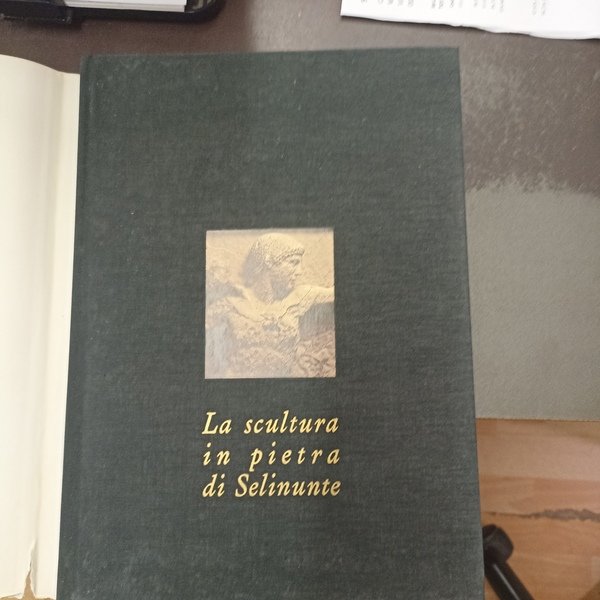 La scultura
in pietra
di Selinunte